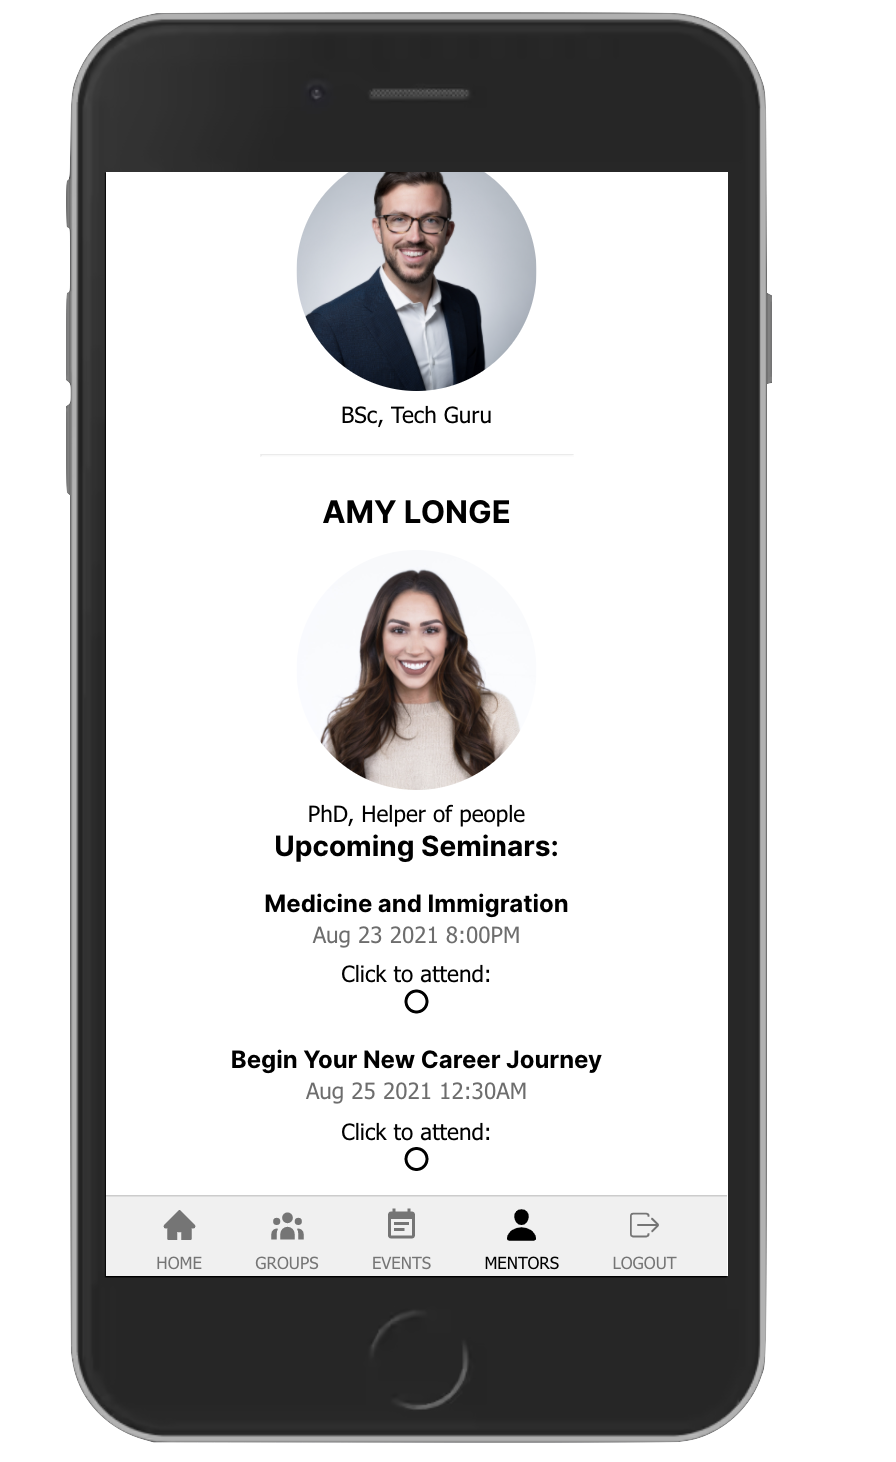 BSc, Tech Guru
AMY LONGE
PhD, Helper of people
Upcoming Seminars:
Medicine and Immigration
Aug 23 2021 8:00PM
Click to attend:
Begin Your New Career Journey
Aug 25 2021 12:30AM
Click to attend:
HOME GROUPS EVENTS MENTORS LOGOUT